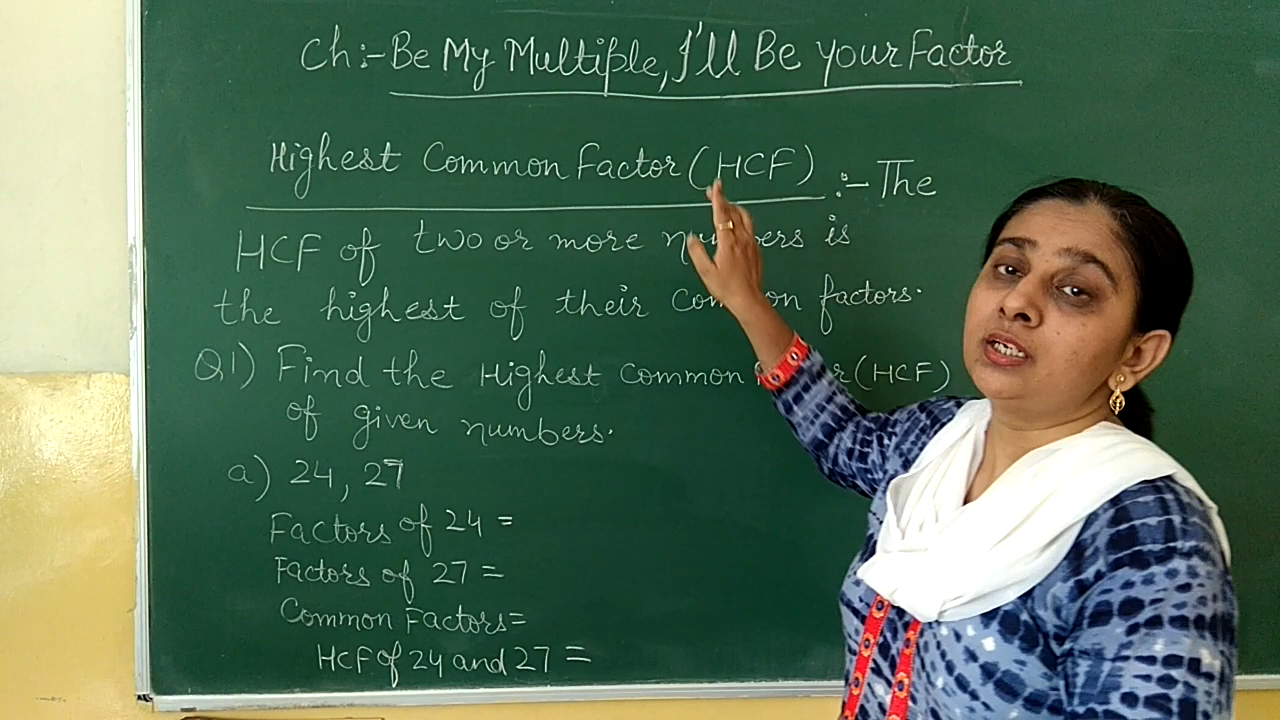 Ch:- Be My Multiple, I'll Be Your Factor
Highest Common Factor (HCF) :- The
HCF of two or more numbers is
the highest of their common factors.
Q1) Find the Highest Common (HCF)
of given numbers.
a) 24, 27
Factors of 24 =
Factors of 27 =
Common Factors=
HCF of 24 and 27 =